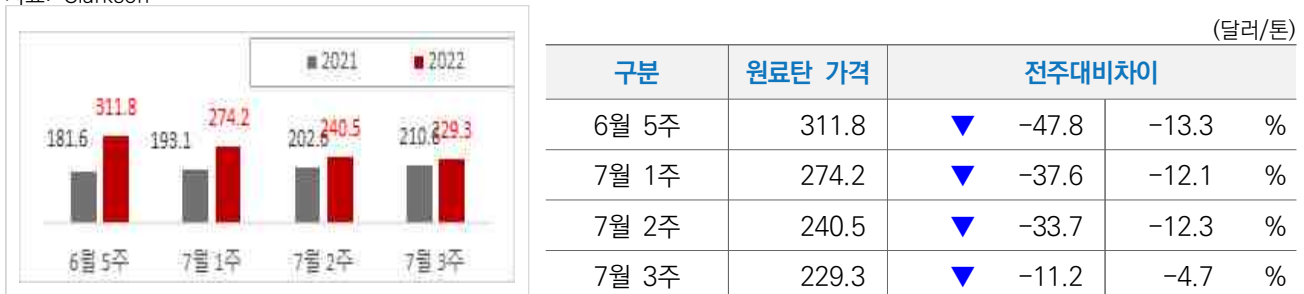 ■ 2021 ■ 2022
311.8 274.2 240.5 229.3
181.6 193.1 202.6 210.6
6월 5주 7월 1주 7월 2주 7월 3주
(달러/톤)
구분 원료탄 가격 전주대비차이
6월 5주 311.8 ▼ -47.8 -13.3 %
7월 1주 274.2 ▼ -37.6 -12.1 %
7월 2주 240.5 ▼ -33.7 -12.3 %
7월 3주 229.3 ▼ -11.2 -4.7 %